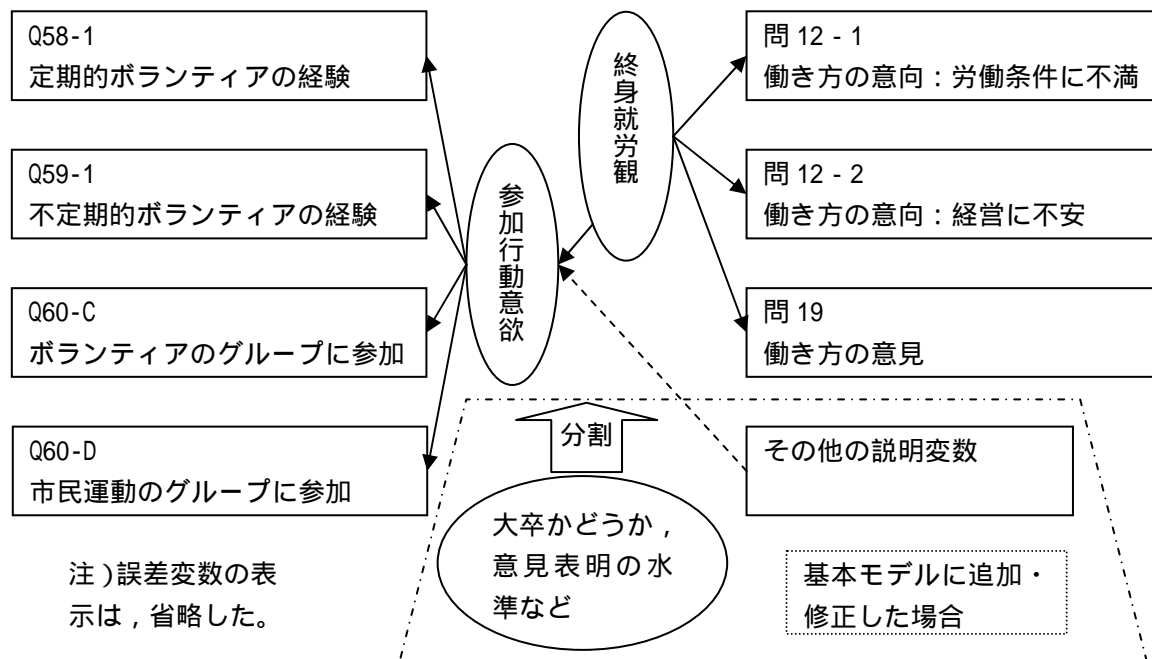 Q58-1
定期的ボランティアの経験
Q59-1
不定期的ボランティアの経験
Q60-C
ボランティアのグループに参加
Q60-D
市民運動のグループに参加
参加行動意欲
終身就労観
問 12 - 1
働き方の意向：労働条件に不満
問 12 - 2
働き方の意向：経営に不安
問 19
働き方の意見
その他の説明変数
分割
大卒かどうか，
意見表明の水
準など
基本モデルに追加・
修正した場合
注）誤差変数の表
示は，省略した。